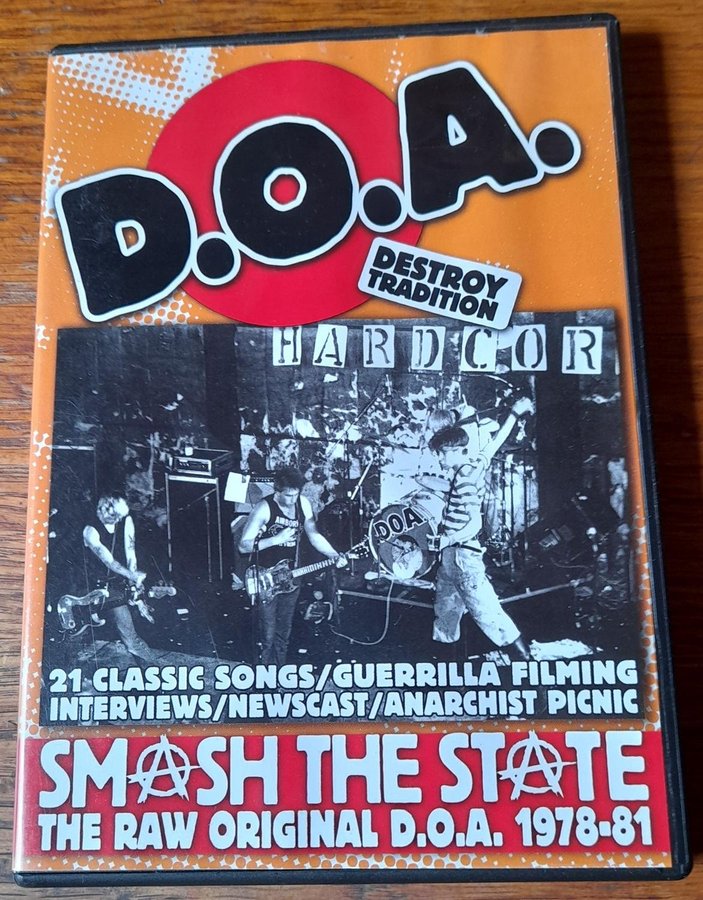 D.O.A.
DESTROY
TRADITION
HARDCOR
DOA
21 CLASSIC SONGS/GUERRILLA FILMING
INTERVIEWS/NEWSCAST/ANARCHIST PICNIC
SMASH THE STATE
THE RAW ORIGINAL D.O.A. 1978-81